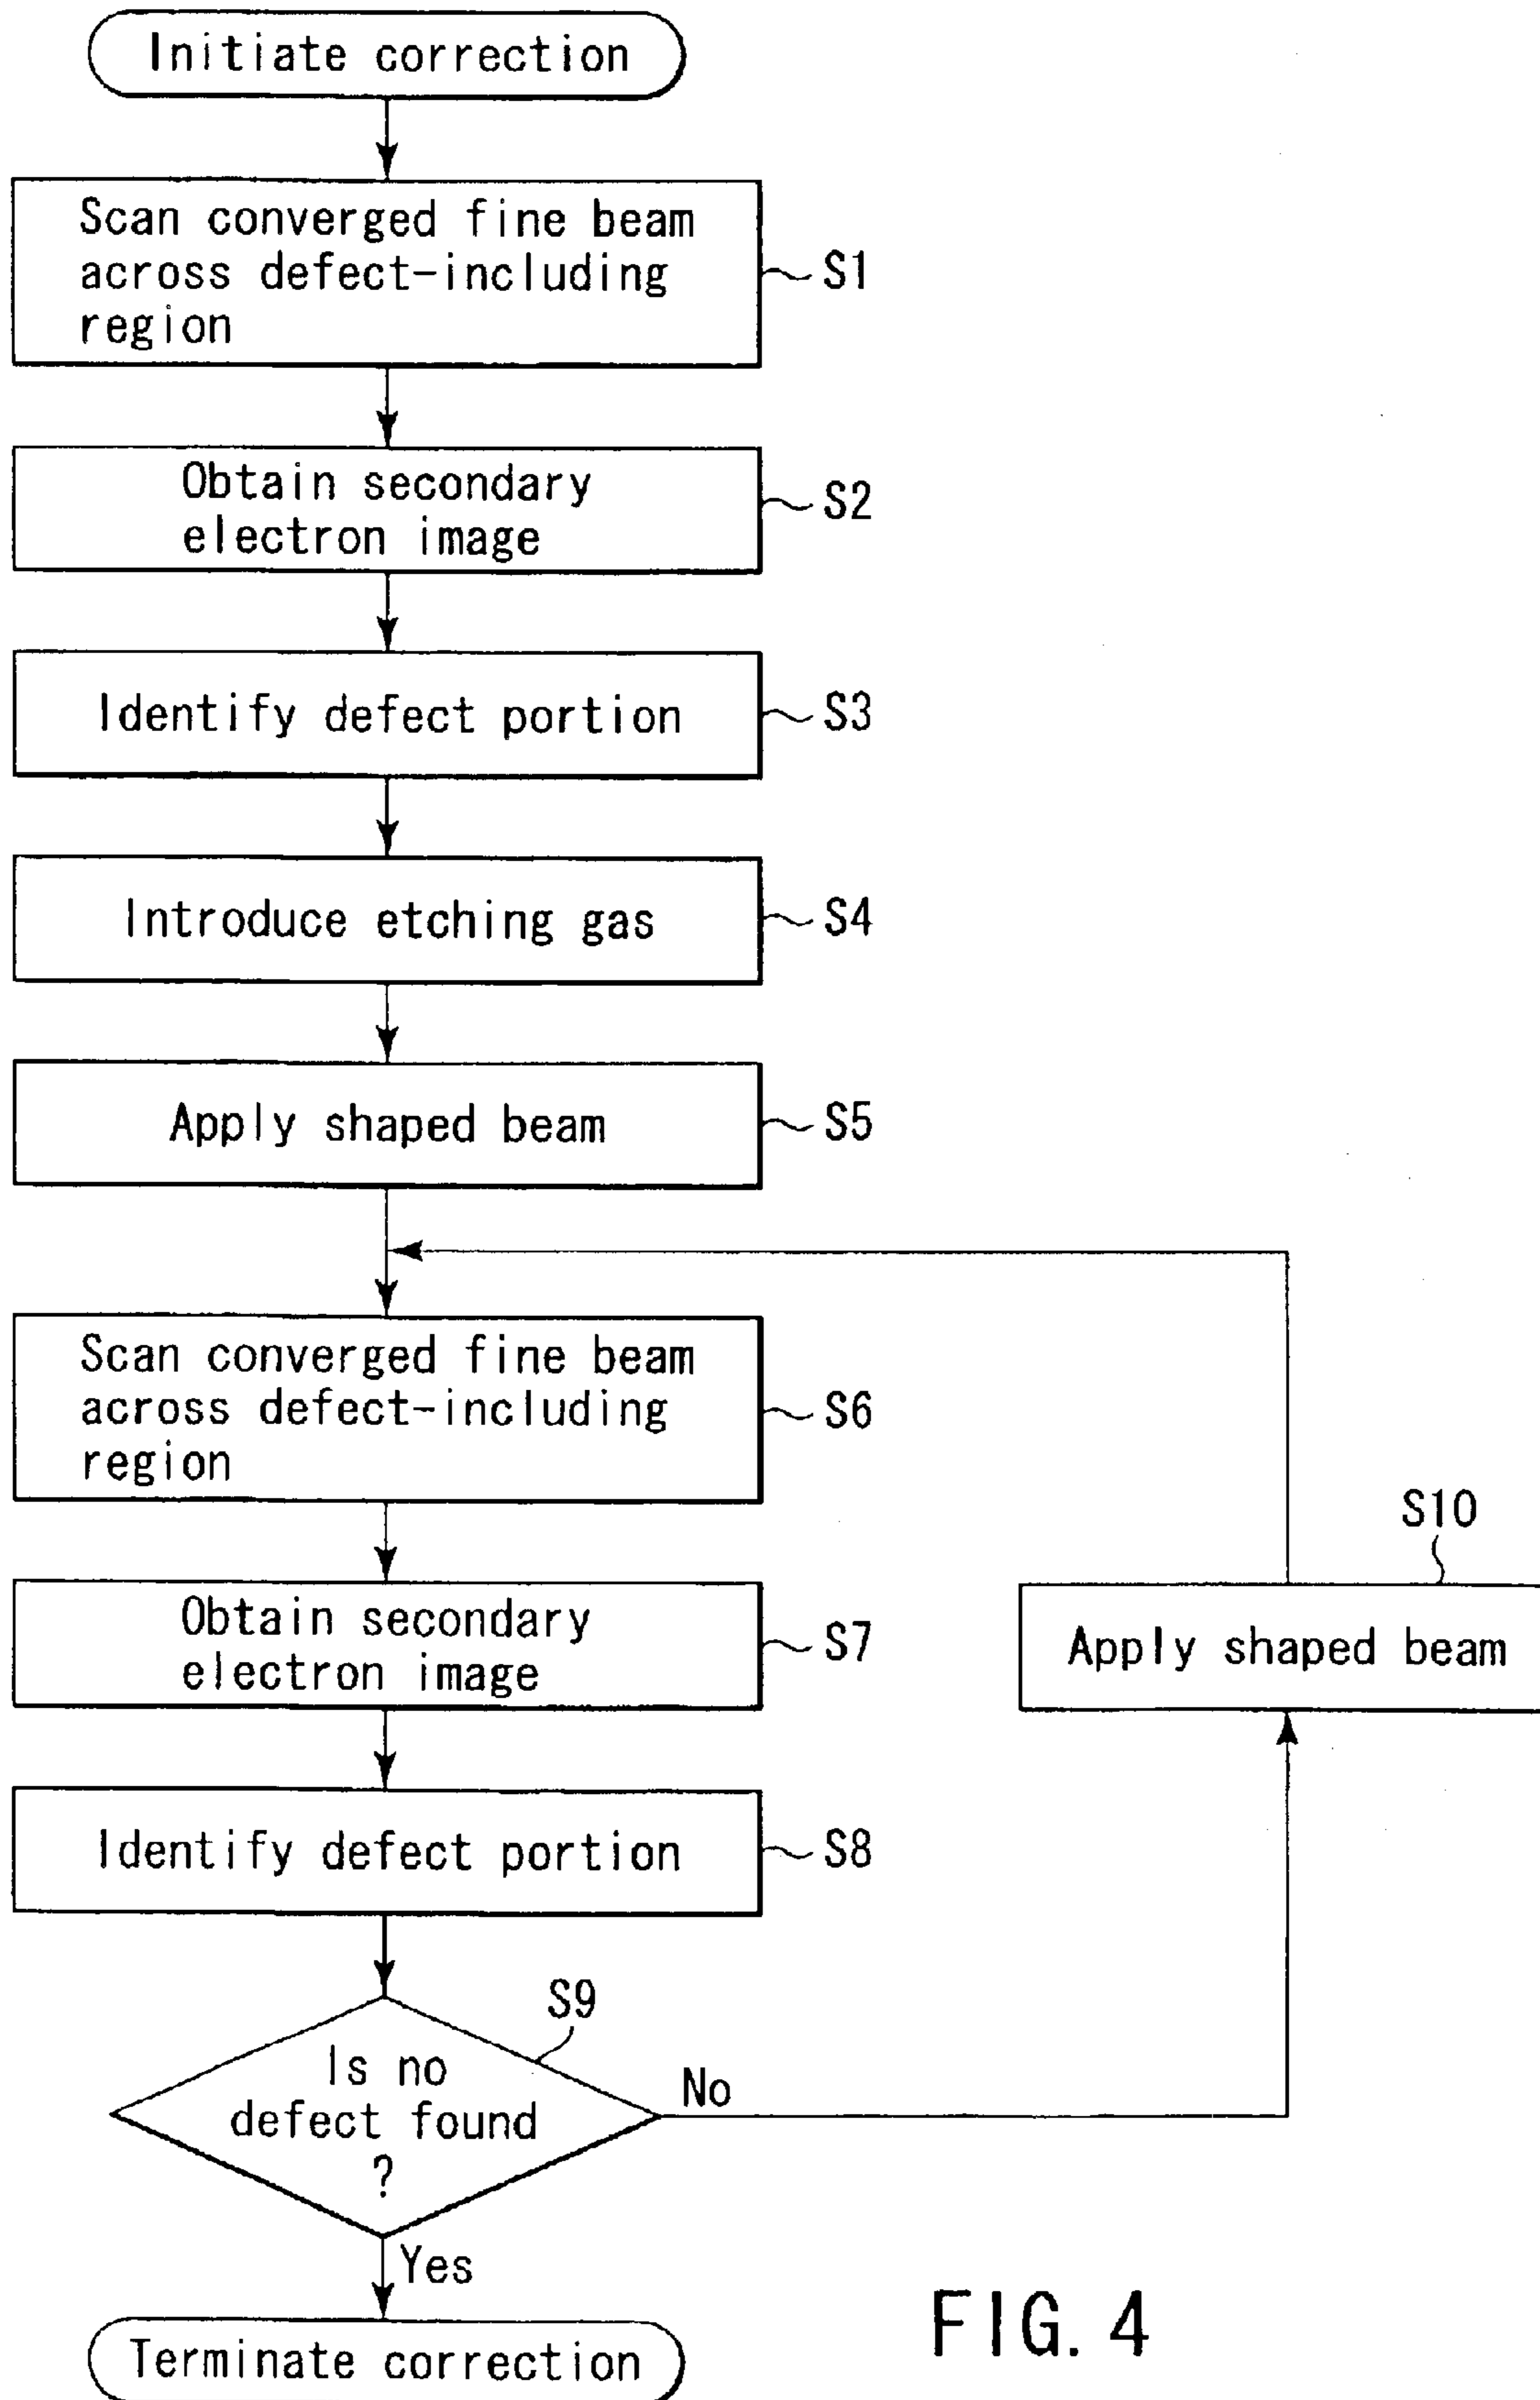 Initiate correction
Scan converged fine beam
across defect-including
region
S1
Obtain secondary
electron image
S2
Identify defect portion
S3
Introduce etching gas
S4
Apply shaped beam
S5
Scan converged fine beam
across defect-including
region
S6
S10
Apply shaped beam
Obtain secondary
electron image
S7
Identify defect portion
S8
S9
Is no
defect found
?
No
Yes
Terminate correction
FIG. 4